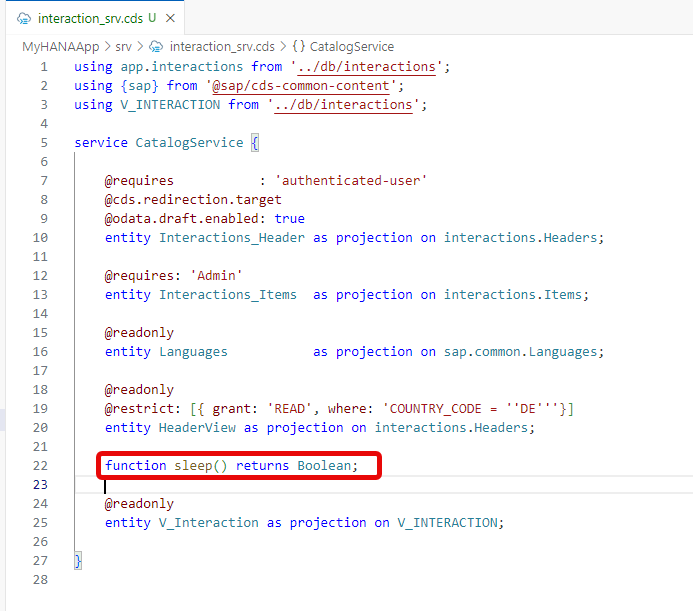 interaction_srv.cds U ×
MyHANAApp > srv > interaction_srv.cds > {} CatalogService
1 using app.interactions from '../db/interactions';
2 using {sap} from '@sap/cds-common-content';
3 using V_INTERACTION from '../db/interactions';
4
5 service CatalogService {
6
7 @requires : 'authenticated-user'
8 @cds.redirection.target
9 @odata.draft.enabled: true
10 entity Interactions_Header as projection on interactions.Headers;
11
12 @requires: 'Admin'
13 entity Interactions_Items as projection on interactions.Items;
14
15 @readonly
16 entity Languages as projection on sap.common.Languages;
17
18 @readonly
19 @restrict: [{ grant: 'READ', where: 'COUNTRY_CODE = ''DE'''}]
20 entity HeaderView as projection on interactions.Headers;
21
22 function sleep() returns Boolean;
23
24 @readonly
25 entity V_Interaction as projection on V_INTERACTION;
26
27 }
28